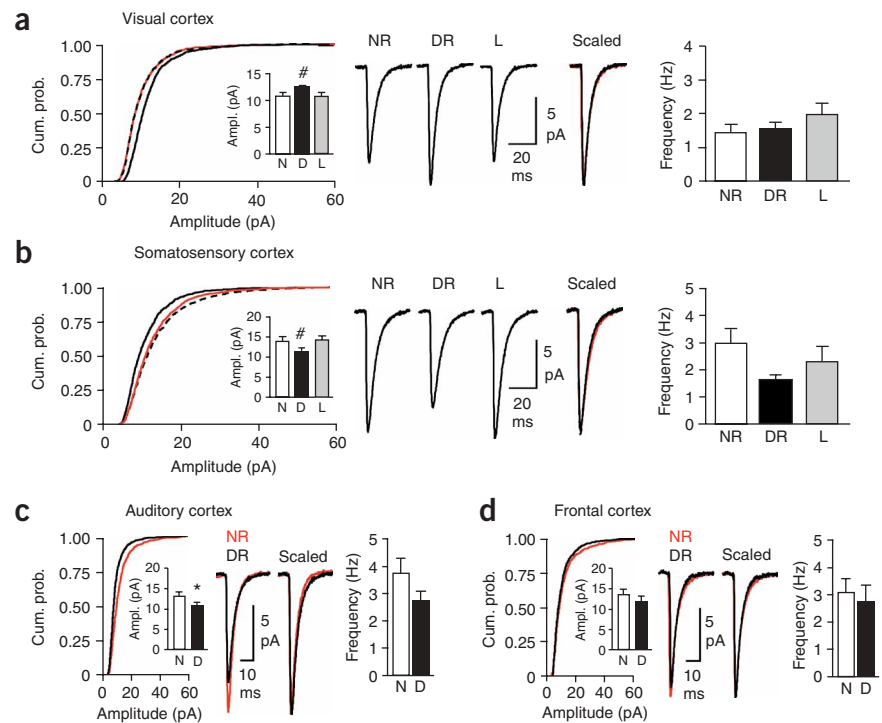 a Visual cortex
1.00
0.75
0.50
0.25
0
Cum. prob.
0 20 40 60
Amplitude (pA)
15
10
5
0
Ampl. (pA)
#
N D L
NR DR L Scaled
5
pA
20
ms
4
3
2
1
0
Frequency (Hz)
NR DR L
b Somatosensory cortex
1.00
0.75
0.50
0.25
0
Cum. prob.
0 20 40 60
Amplitude (pA)
20
15
10
5
0
Ampl. (pA)
#
N D L
NR DR L Scaled
5
pA
20
ms
5
4
3
2
1
0
Frequency (Hz)
NR DR L
c Auditory cortex
1.00
0.75
0.50
0.25
0
Cum. prob.
0 20 40 60
Amplitude (pA)
20
15
10
5
0
Ampl. (pA)
*
N D
NR
DR Scaled
5
pA
10
ms
5
4
3
2
1
0
Frequency (Hz)
N D
d Frontal cortex
1.00
0.75
0.50
0.25
0
Cum. prob.
0 20 40 60
Amplitude (pA)
20
15
10
5
0
Ampl. (pA)
N D
NR
DR Scaled
5
pA
10
ms
5
4
3
2
1
0
Frequency (Hz)
N D